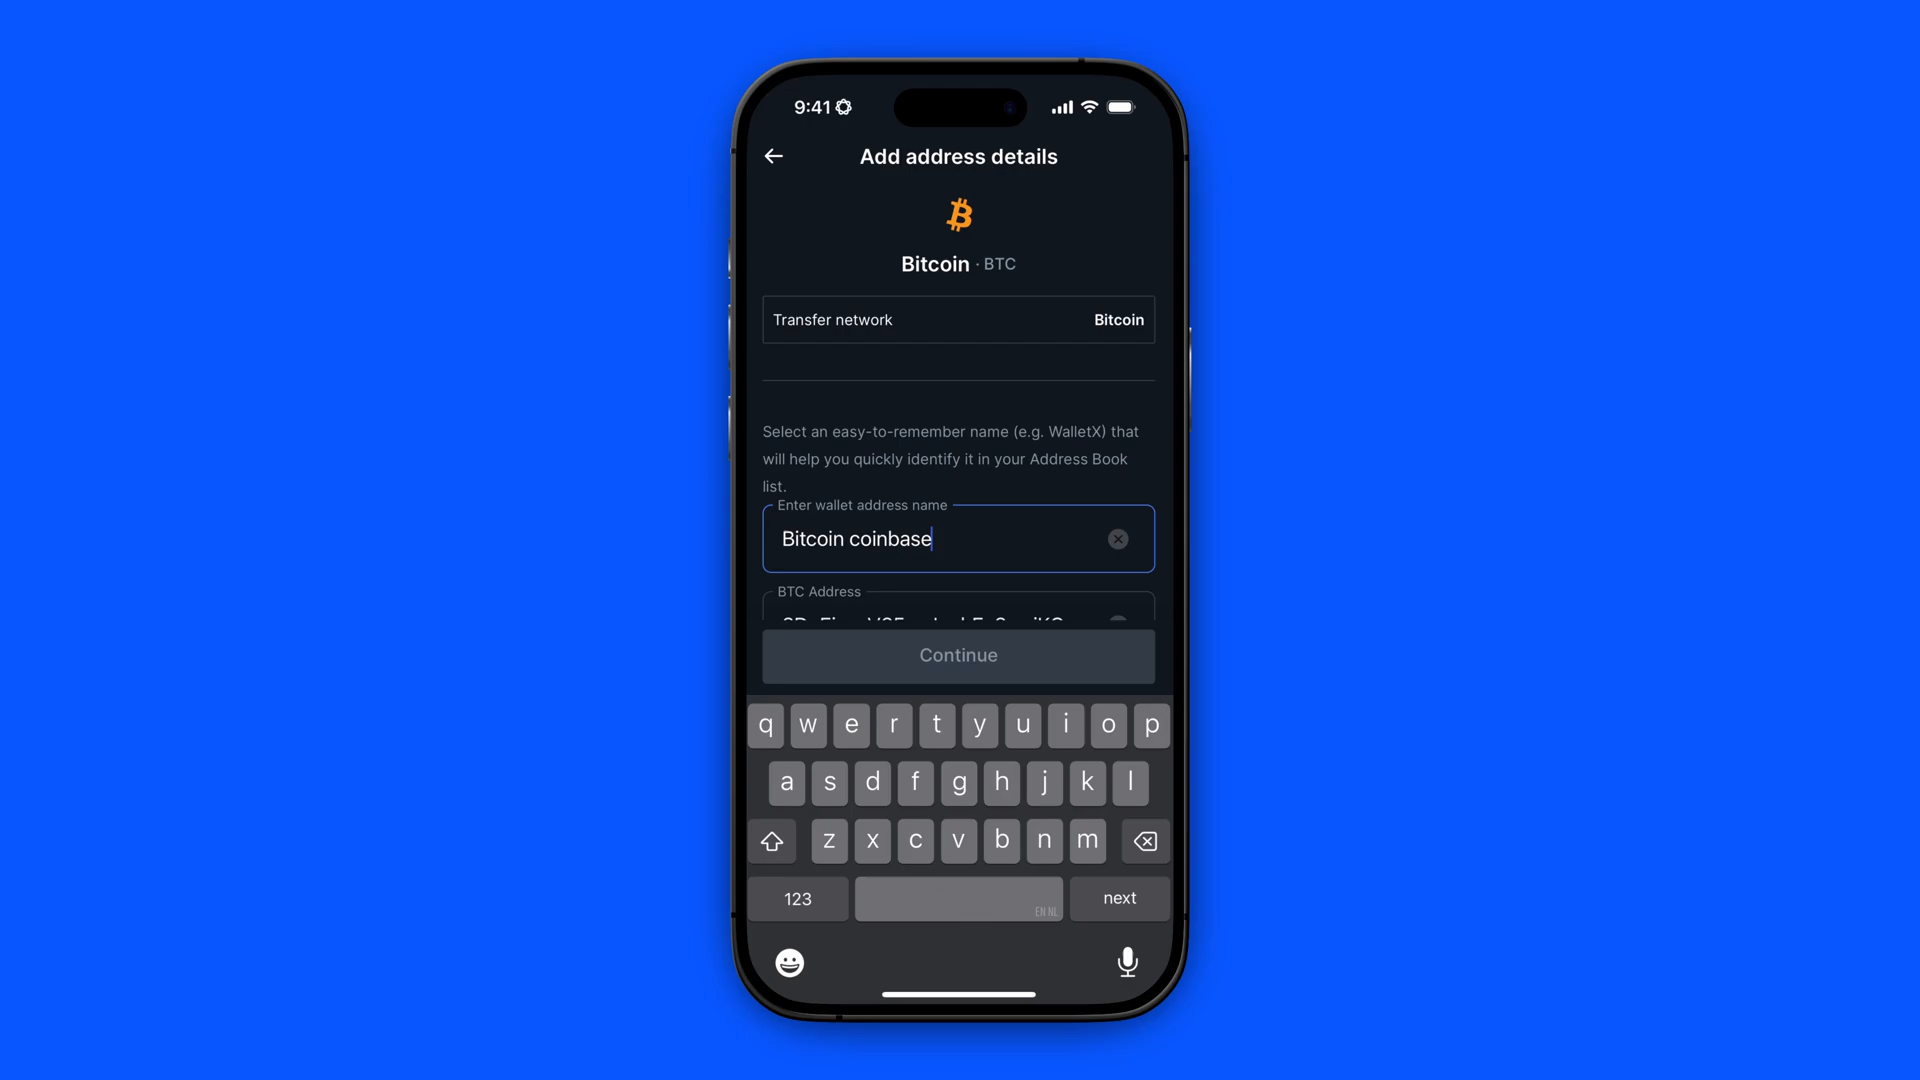 9:41
Add address details
Bitcoin · BTC
Transfer network Bitcoin
Select an easy-to-remember name (e.g. WalletX) that
will help you quickly identify it in your Address Book
list.
Enter wallet address name
Bitcoin coinbase
BTC Address
Continue
q w e r t y u i o p
a s d f g h j k l
z x c v b n m
123 EN NL next